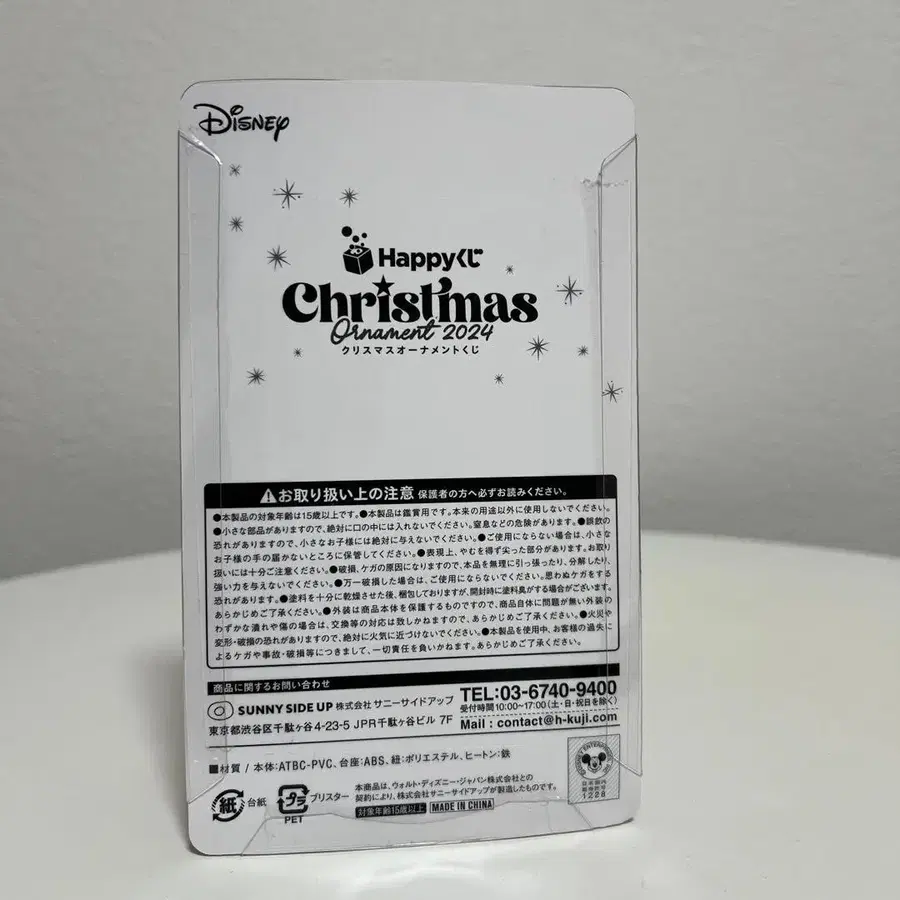 Disney
Happyくじ
Christmas
Ornament 2024
クリスマスオーナメントくじ
お取り扱い上の注意 保護者の方へ必ずお読みください。
●本製品の対象年齢は15歳以上です。●本製品は鑑賞用です。本来の用途以外に使用しないでください。
●小さな部品がありますので、絶対に口の中には入れないでください。窒息などの危険があります。●誤飲の
恐れがありますので、小さなお子様には絶対に与えないでください。●ご使用にならない場合は、小さな
お子様の手の届かないところに保管してください。●表現上、やむを得ず尖った部分があります。お取り
扱いには十分ご注意ください。●破損、ケガの原因になりますので、本品を無理に引っ張ったり、分解したり、
強い力を与えないでください。●万一破損した場合は、ご使用にならないでください。思わぬケガをする
恐れがあります。●塗料を十分に乾燥させた後、梱包しておりますが、開封時に塗料臭がする場合がございます。
あらかじめご了承ください。●外装は商品本体を保護するものですので、商品自体に問題が無い外装の
わずかな潰れや傷の場合は、交換等の対応は致しかねますので、あらかじめご了承ください。●火災や
変形・破損の恐れがありますので、絶対に火気に近づけないでください。●本製品を使用中、お客様の過失に
よるケガや事故・破損等につきまして、一切責任を負いかねます。あらかじめご了承ください。
商品に関するお問い合わせ
SUNNY SIDE UP 株式会社 サニーサイドアップ
東京都渋谷区千駄ヶ谷4-23-5 JPR千駄ヶ谷ビル 7F
TEL:03-6740-9400
受付時間 10:00~17:00(土・日・祝日を除く)
Mail : contact@h-kuji.com
■材質 / 本体:ATBC-PVC、台座:ABS、紐:ポリエステル、ヒートン:鉄
紙 台紙
プラ ブリスター
PET
本商品は、ウォルト・ディズニー・ジャパン株式会社との
契約により、株式会社サニーサイドアップが製造したものです。
対象年齢15歳以上 MADE IN CHINA
1228